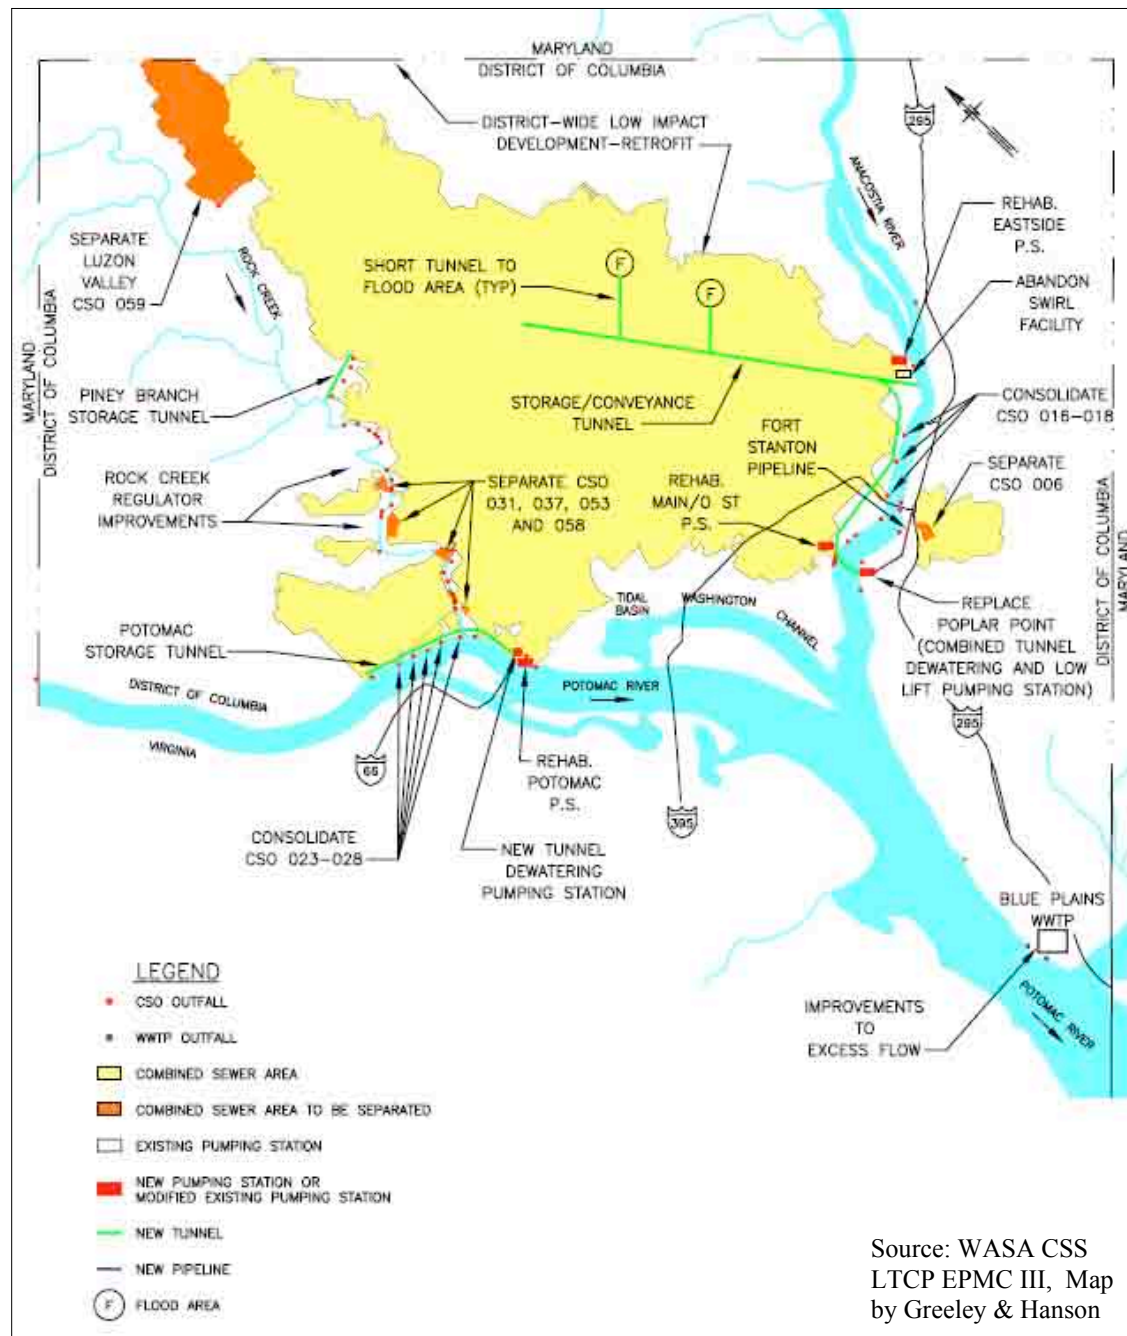 MARYLAND
DISTRICT OF COLUMBIA
DISTRICT-WIDE LOW IMPACT
DEVELOPMENT-RETROFIT
295
ANACOSTIA RIVER
REHAB.
EASTSIDE
P.S.
ABANDON
SWIRL
FACILITY
SEPARATE
LUZON
VALLEY
CSO 059
ROCK CREEK
SHORT TUNNEL TO
FLOOD AREA (TYP)
F
F
MARYLAND
DISTRICT OF COLUMBIA
PINEY BRANCH
STORAGE TUNNEL
STORAGE/CONVEYANCE
TUNNEL
CONSOLIDATE
CSO 016-018
FORT
STANTON
PIPELINE
SEPARATE
CSO 006
ROCK CREEK
REGULATOR
IMPROVEMENTS
SEPARATE CSO
031, 037, 053
AND 058
REHAB.
MAIN/O ST
P.S.
DISTRICT OF COLUMBIA
MARYLAND
TIDAL
BASIN
WASHINGTON
CHANNEL
REPLACE
POPLAR POINT
(COMBINED TUNNEL
DEWATERING AND LOW
LIFT PUMPING STATION)
POTOMAC
STORAGE TUNNEL
DISTRICT OF COLUMBIA
VIRGINIA
POTOMAC RIVER
295
66
REHAB.
POTOMAC
P.S.
395
CONSOLIDATE
CSO 023-028
NEW TUNNEL
DEWATERING
PUMPING STATION
BLUE PLAINS
WWTP
IMPROVEMENTS
TO
EXCESS FLOW
POTOMAC RIVER
LEGEND
CSO OUTFALL
WWTP OUTFALL
COMBINED SEWER AREA
COMBINED SEWER AREA TO BE SEPARATED
EXISTING PUMPING STATION
NEW PUMPING STATION OR
MODIFIED EXISTING PUMPING STATION
NEW TUNNEL
NEW PIPELINE
F FLOOD AREA
Source: WASA CSS
LTCP EPMC III, Map
by Greeley & Hanson